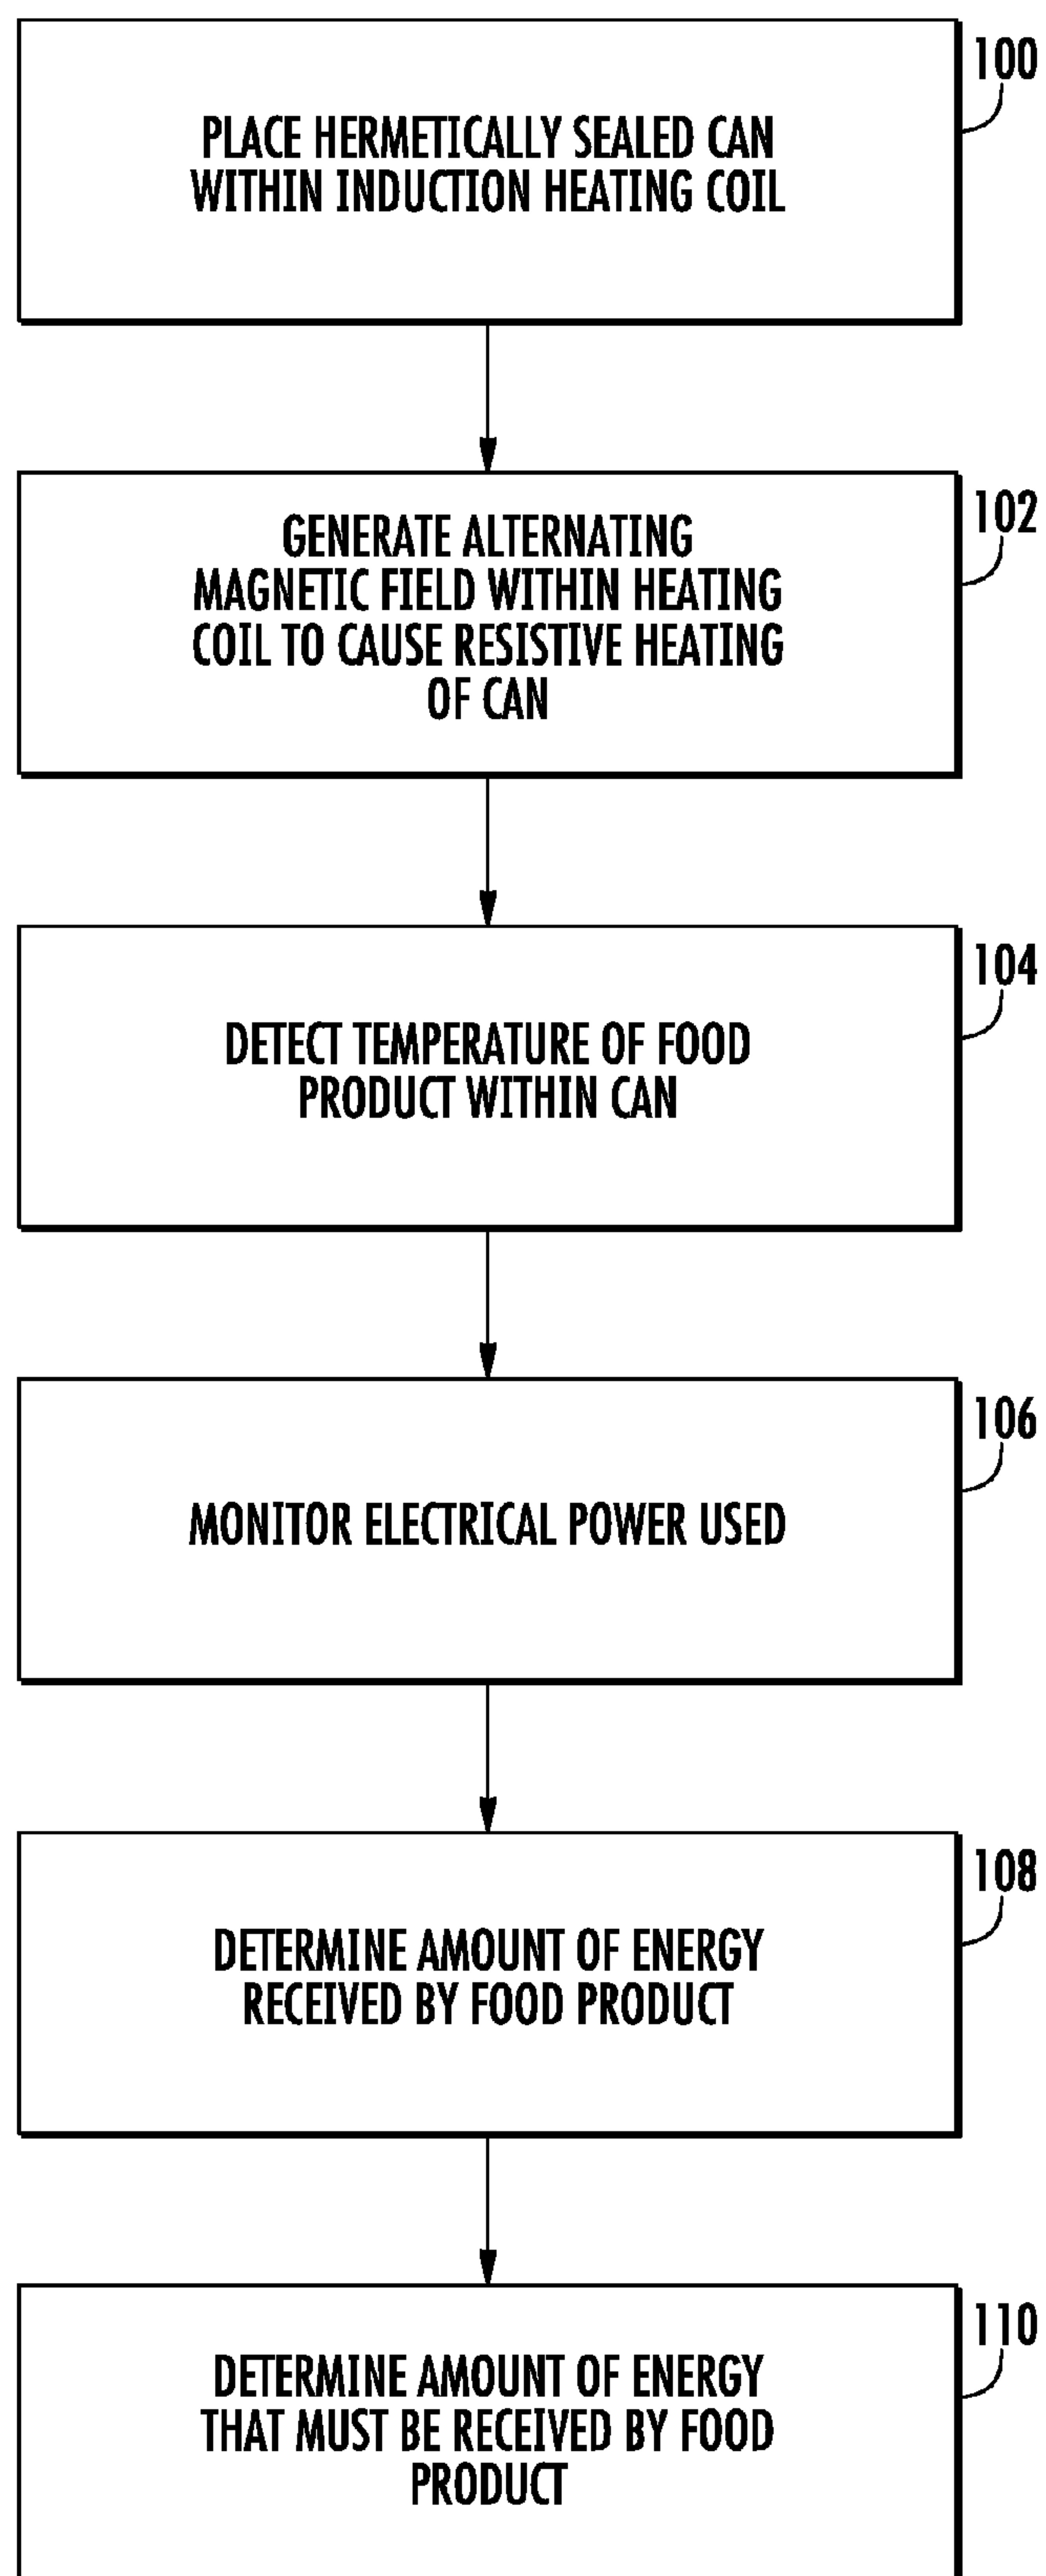 100
PLACE HERMETICALLY SEALED CAN
WITHIN INDUCTION HEATING COIL
102
GENERATE ALTERNATING
MAGNETIC FIELD WITHIN HEATING
COIL TO CAUSE RESISTIVE HEATING
OF CAN
104
DETECT TEMPERATURE OF FOOD
PRODUCT WITHIN CAN
106
MONITOR ELECTRICAL POWER USED
108
DETERMINE AMOUNT OF ENERGY
RECEIVED BY FOOD PRODUCT
110
DETERMINE AMOUNT OF ENERGY
THAT MUST BE RECEIVED BY FOOD
PRODUCT